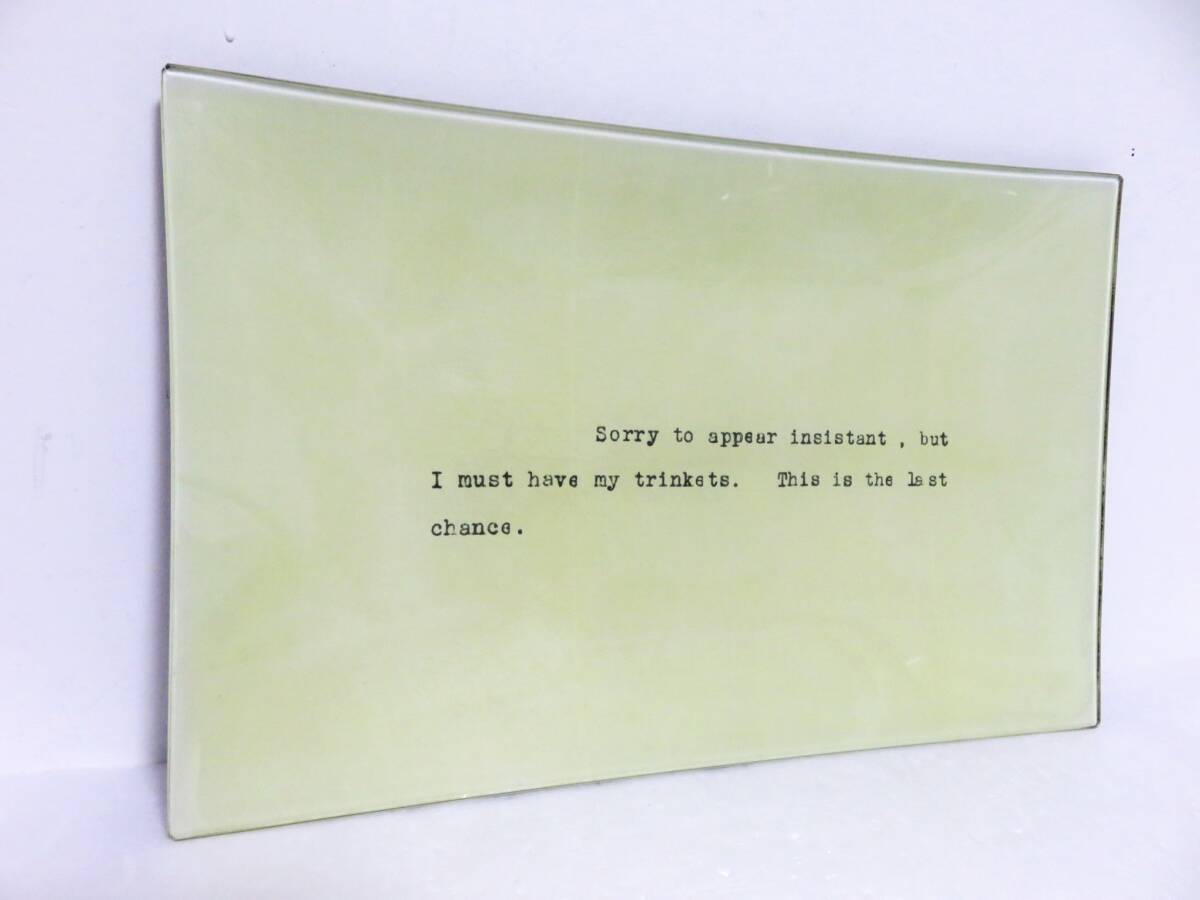 Sorry to appear insistant , but
I must have my trinkets. This is the last
chance.